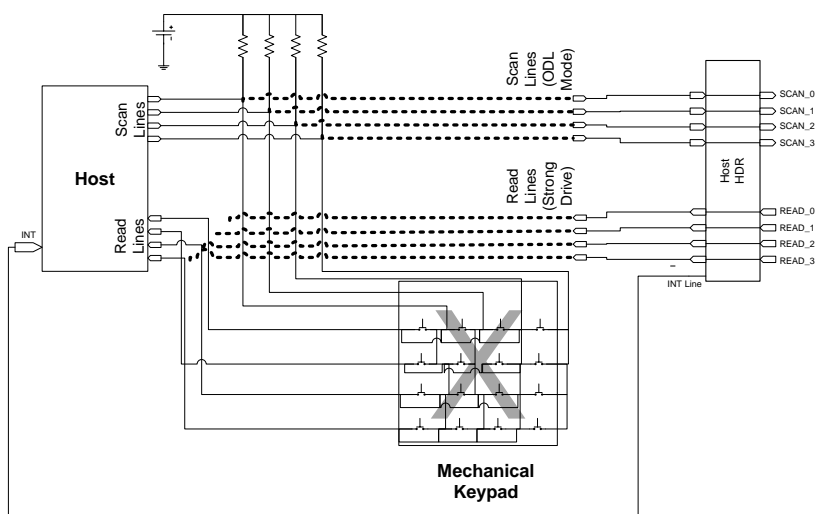 Scan
Lines
(ODL
Mode)
SCAN_0
SCAN_1
SCAN_2
SCAN_3
Scan
Lines
Host
Host
HDR
Read
Lines
(Strong
Drive)
READ_0
READ_1
READ_2
READ_3
INT
Read
Lines
INT Line
X
Mechanical
Keypad